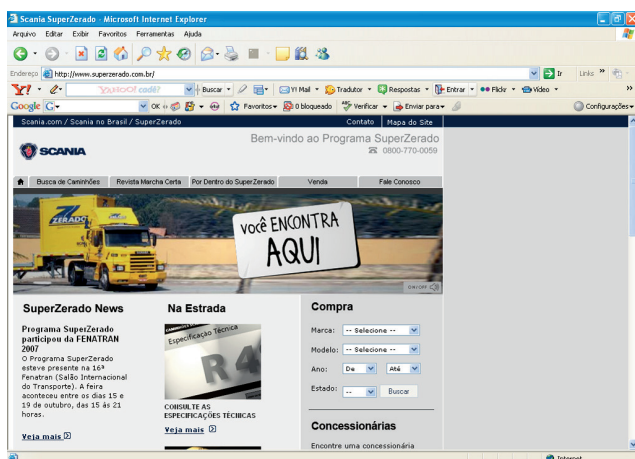 Scania SuperZerado - Microsoft Internet Explorer
Arquivo Editar Exibir Favoritos Ferramentas Ajuda
Endereço http://www.superzerado.com.br/ Ir Links »
Y! Yahoo! cadê? Buscar Y! Mail Tradutor Respostas Entrar Flickr Vídeo »
Google G OK Favoritos 0 bloqueado Verificar Enviar para Configurações
Scania.com / Scania no Brasil / SuperZerado Contato Mapa do Site
SCANIA
Bem-vindo ao Programa SuperZerado
0800-770-0059
Busca de Caminhões Revista Marcha Certa Por Dentro do SuperZerado Venda Fale Conosco
ZERADO
você ENCONTRA
AQUI
ON|OFF
SuperZerado News
Programa SuperZerado
participou da FENATRAN
2007
O Programa SuperZerado
esteve presente na 16ª
Fenatran (Salão Internacional
do Transporte). A feira
aconteceu entre os dias 15 e
19 de outubro, das 15 às 21
horas.
Veja mais
Na Estrada
Especificação Técnica
R4
CONSULTE AS
ESPECIFICAÇÕES TÉCNICAS
Veja mais
Compra
Marca: -- Selecione --
Modelo: -- Selecione --
Ano: De Até
Estado: -- Buscar
Concessionárias
Encontre uma concessionária
Internet